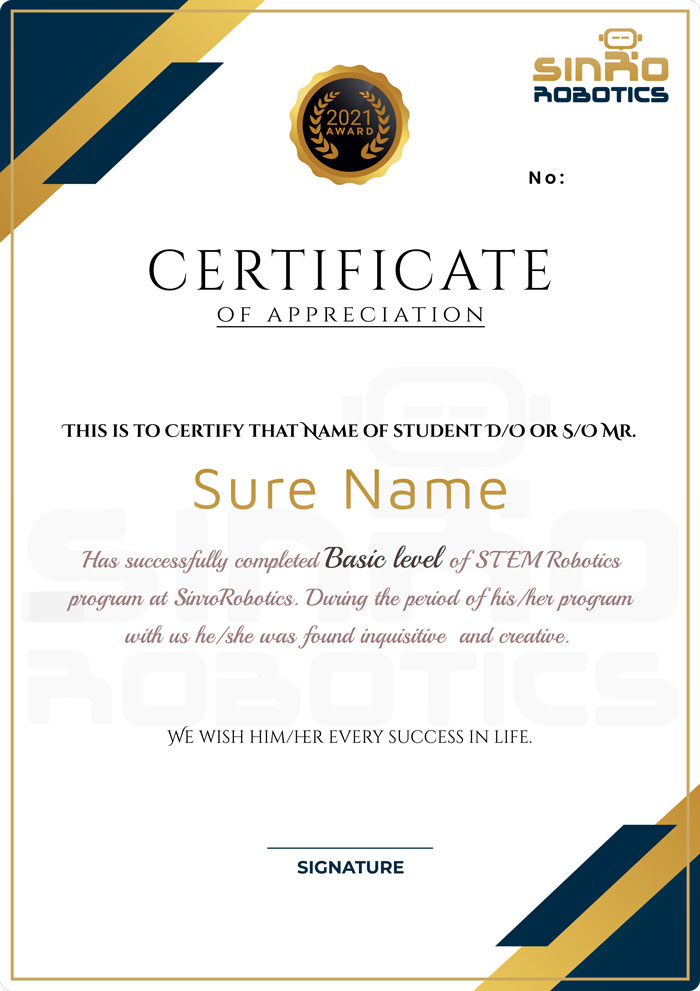 SINRO
ROBOTICS
2021
AWARD
No:
CERTIFICATE
OF APPRECIATION
THIS IS TO CERTIFY THAT NAME OF STUDENT D/O OR S/O MR.
Sure Name
Has successfully completed Basic level of STEM Robotics
program at SinroRobotics. During the period of his/her program
with us he/she was found inquisitive and creative.
SINRO
ROBOTICS
WE WISH HIM/HER EVERY SUCCESS IN LIFE.
SIGNATURE